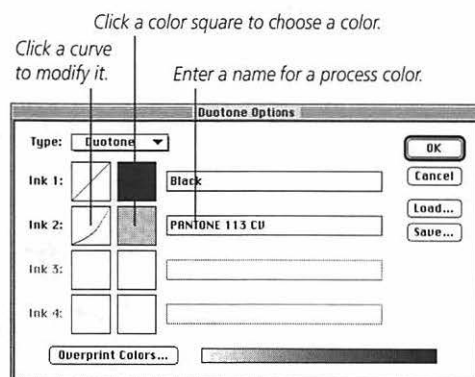 Click a color square to choose a color.
Click a curve
to modify it.
Enter a name for a process color.
Duotone Options
Type: Duotone
OK
Ink 1: Black
Cancel
Load...
Ink 2: PANTONE 113 CV
Save...
Ink 3:
Ink 4:
Overprint Colors...